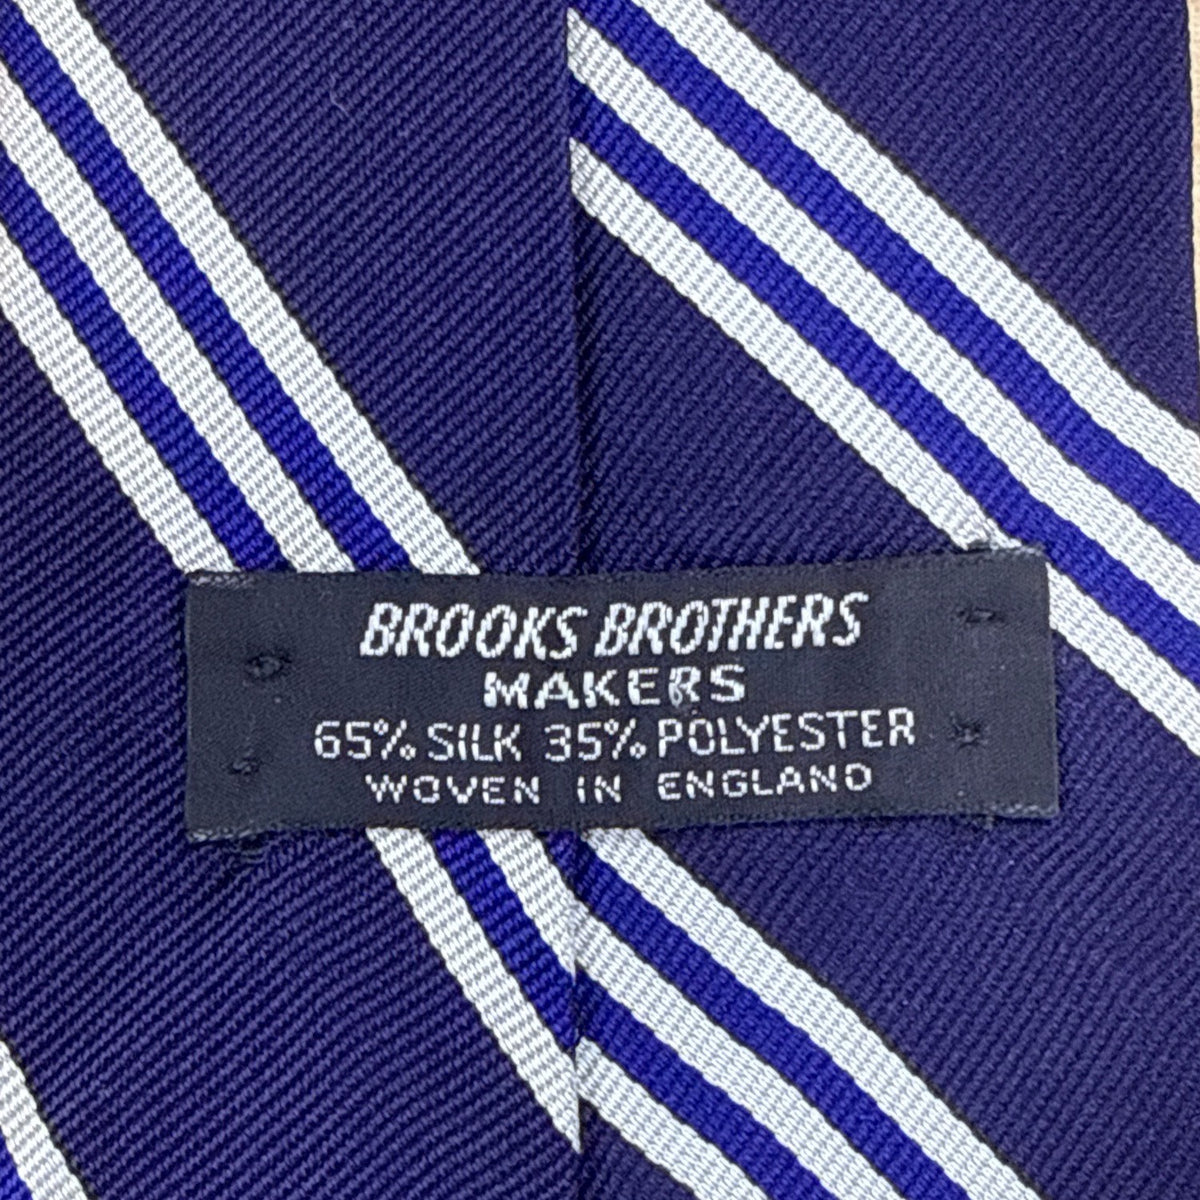 BROOKS BROTHERS
MAKERS
65% SILK 35% POLYESTER
WOVEN IN ENGLAND